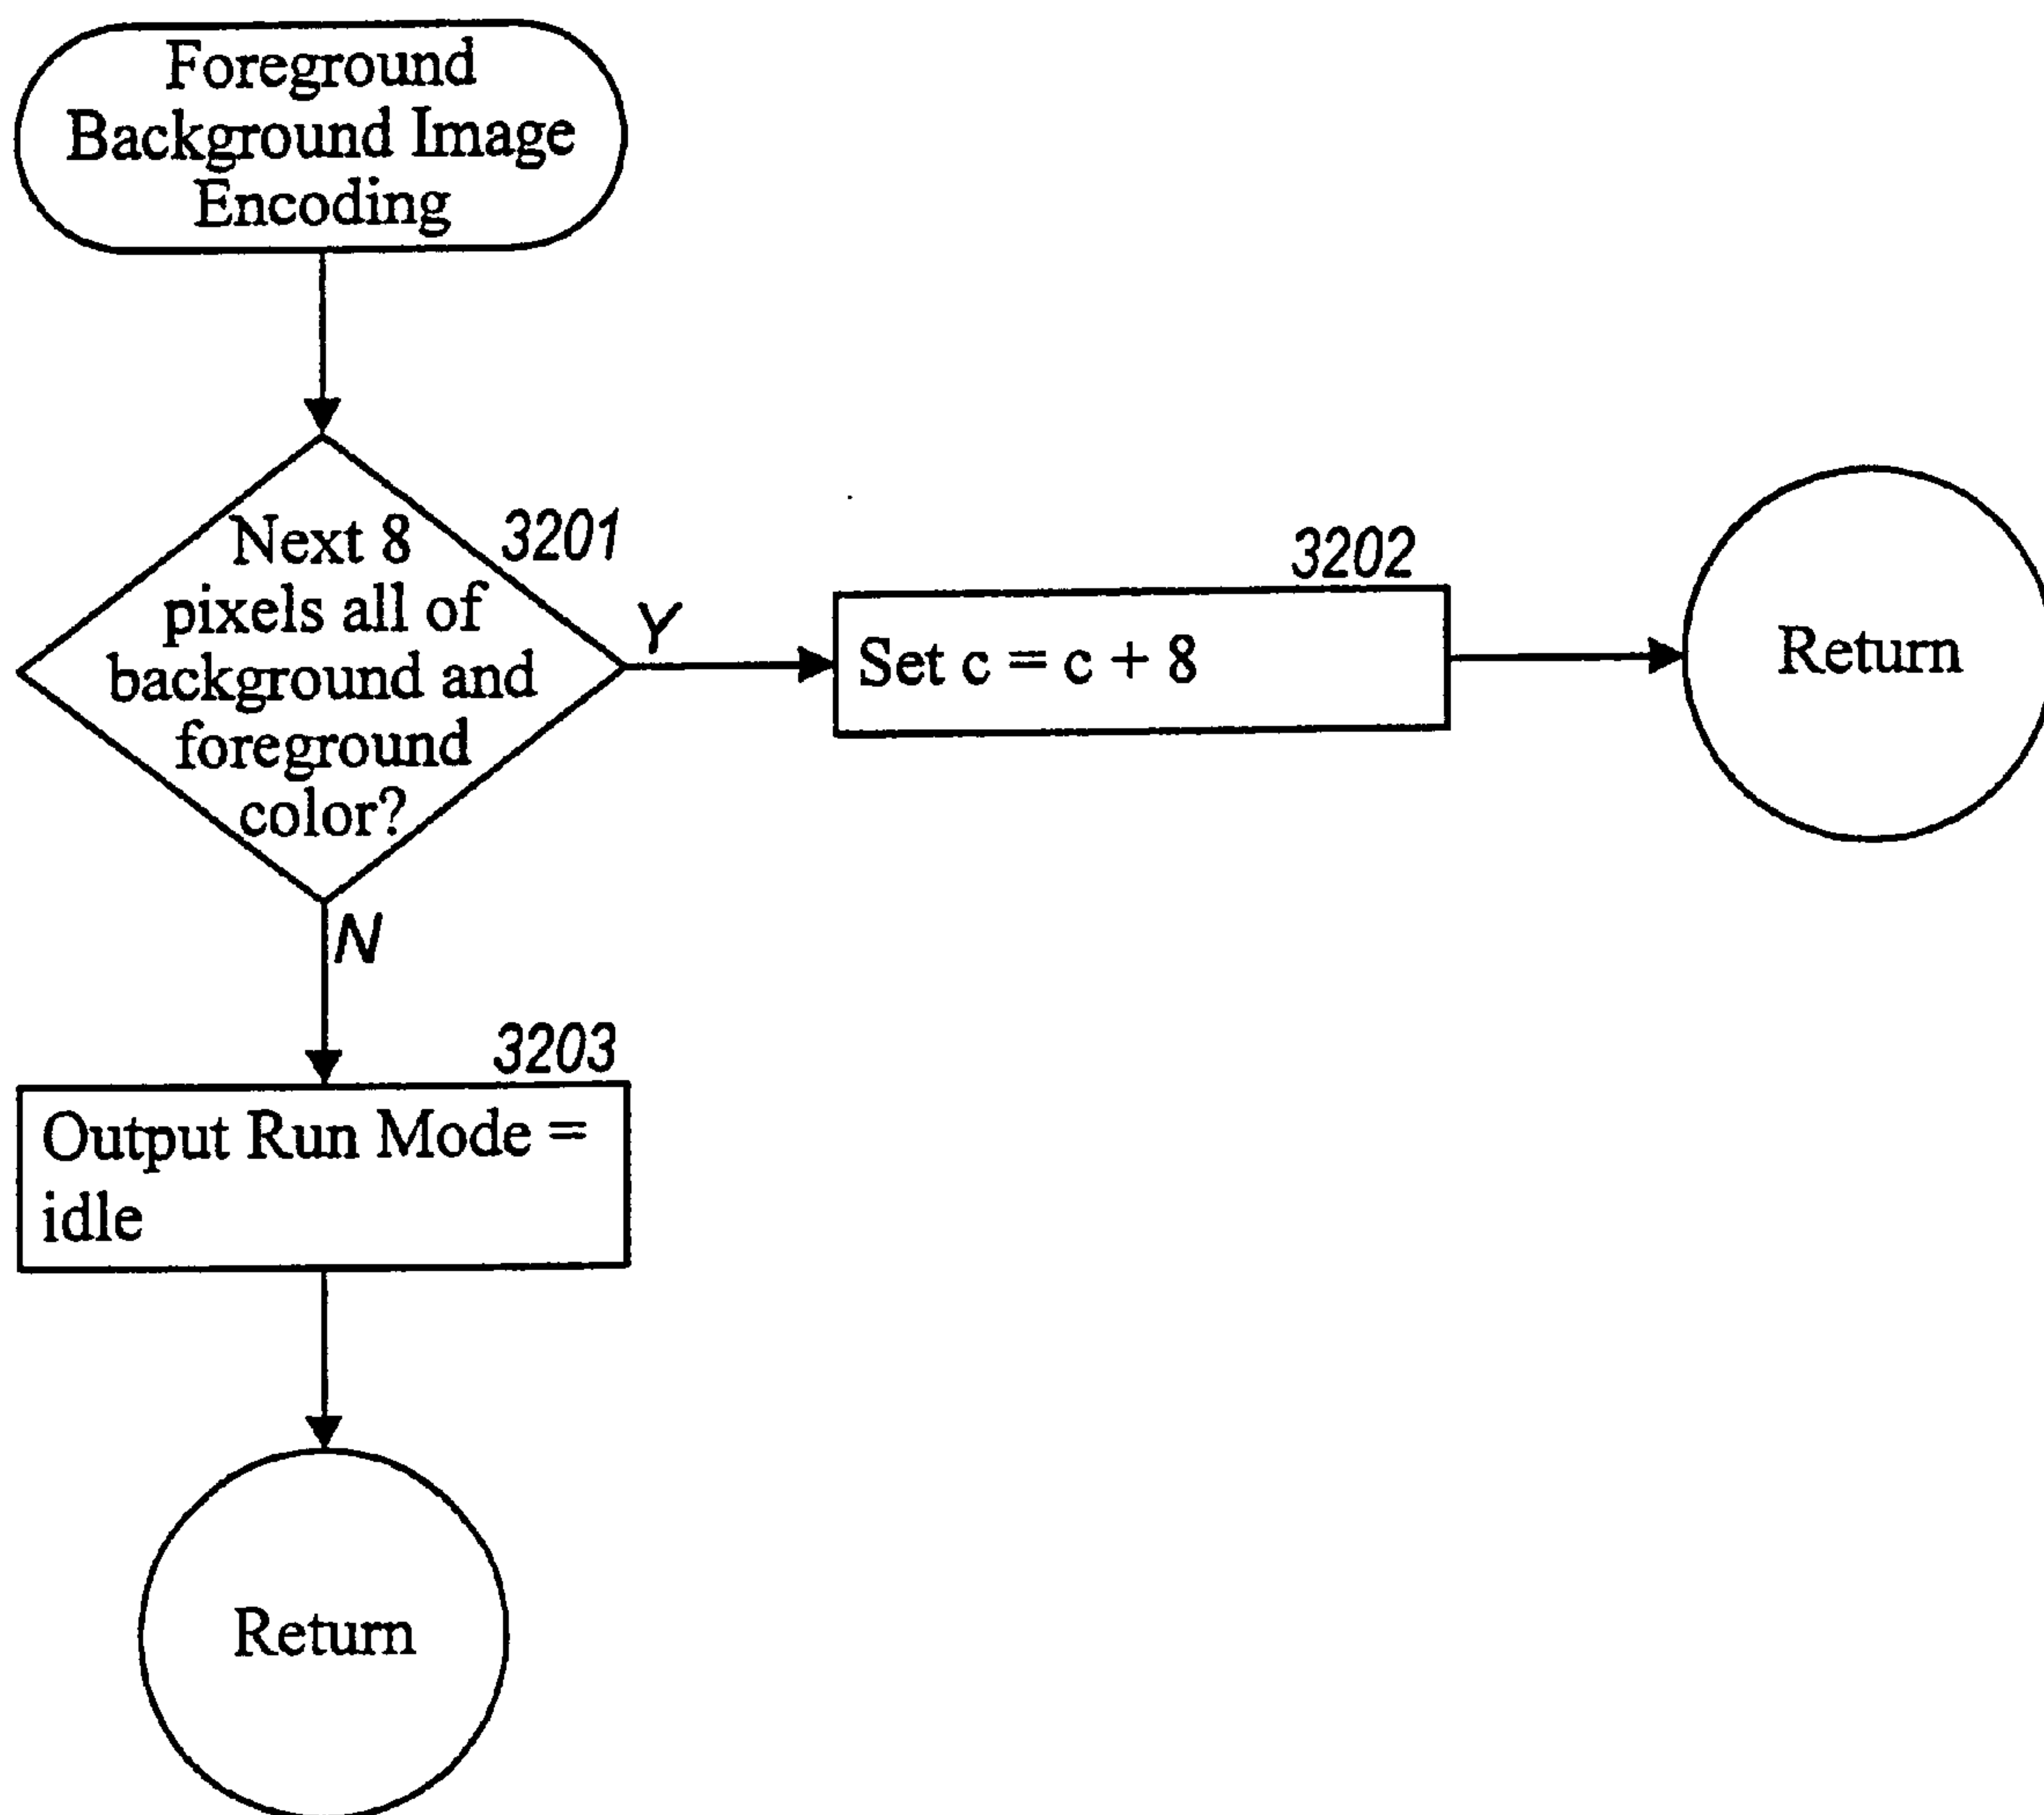 Foreground
Background Image
Encoding
Next 8
pixels all of
background and
foreground
color?
3201
Y
3202
Set c = c + 8
Return
N
3203
Output Run Mode =
idle
Return